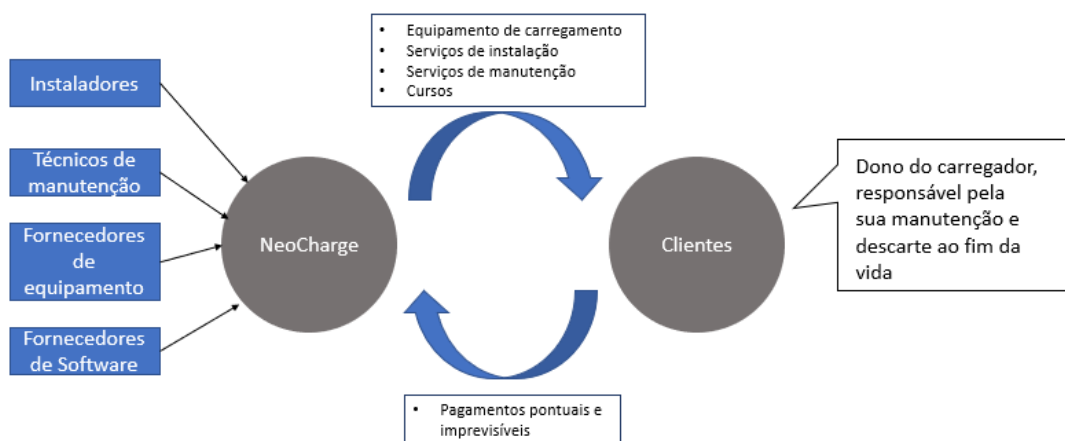 Instaladores
Técnicos de
manutenção
Fornecedores
de
equipamento
Fornecedores
de Software
NeoCharge
• Equipamento de carregamento
• Serviços de instalação
• Serviços de manutenção
• Cursos
Clientes
Dono do carregador,
responsável pela
sua manutenção e
descarte ao fim da
vida
• Pagamentos pontuais e
imprevisíveis